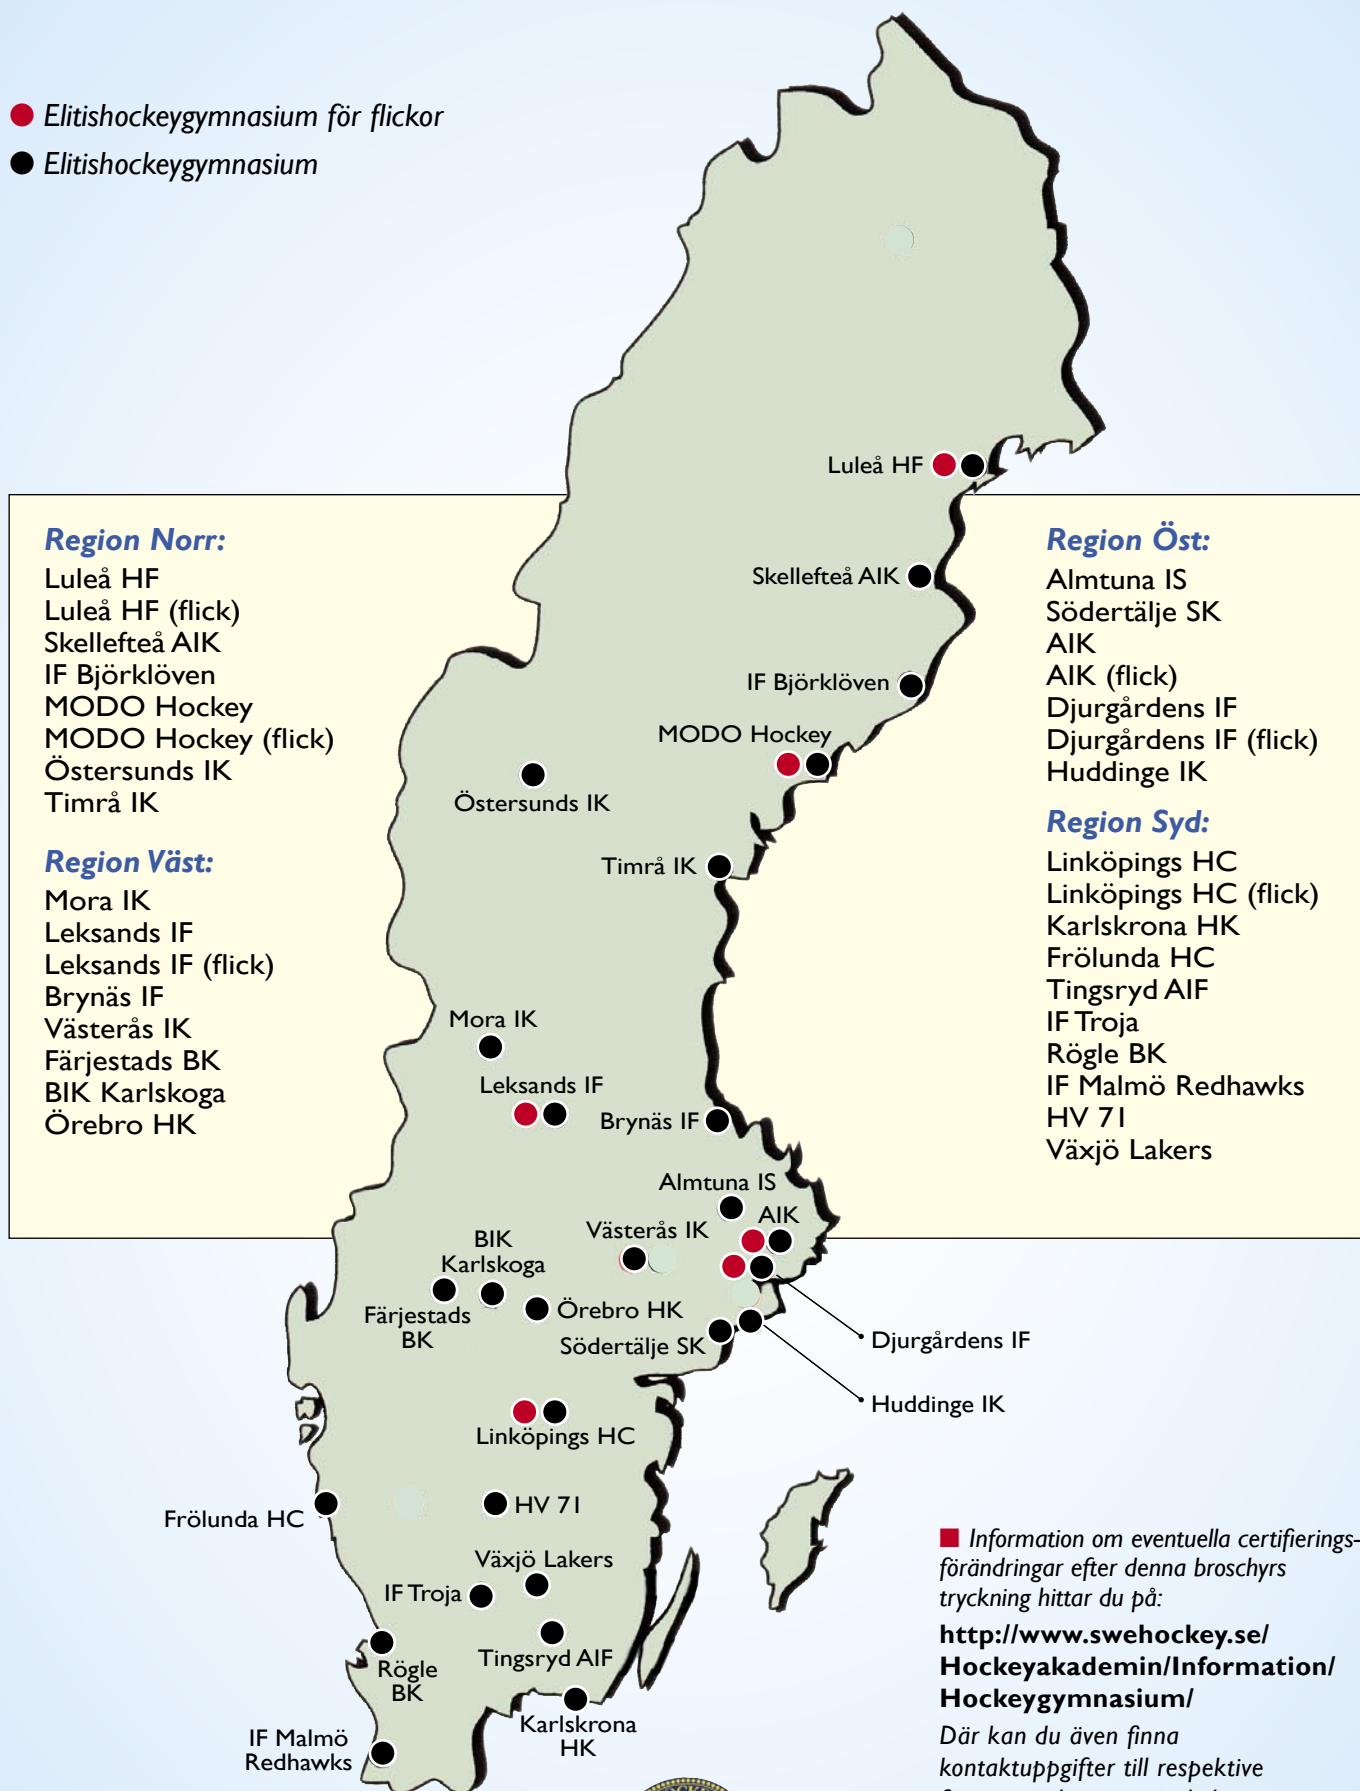 Elitishockeygymnasium för flickor
Elitishockeygymnasium
Luleå HF
Skellefteå AIK
IF Björklöven
MODO Hockey
Östersunds IK
Timrå IK
Mora IK
Leksands IF
Brynäs IF
Almtuna IS
AIK
Västerås IK
BIK
Karlskoga
Färjestads
BK
Örebro HK
Södertälje SK
Djurgårdens IF
Huddinge IK
Linköpings HC
Frölunda HC
HV 71
Växjö Lakers
IF Troja
Tingsryd AIF
Rögle
BK
Karlskrona
HK
IF Malmö
Redhawks
Region Norr:
Luleå HF
Luleå HF (flick)
Skellefteå AIK
IF Björklöven
MODO Hockey
MODO Hockey (flick)
Östersunds IK
Timrå IK
Region Väst:
Mora IK
Leksands IF
Leksands IF (flick)
Brynäs IF
Västerås IK
Färjestads BK
BIK Karlskoga
Örebro HK
Region Öst:
Almtuna IS
Södertälje SK
AIK
AIK (flick)
Djurgårdens IF
Djurgårdens IF (flick)
Huddinge IK
Region Syd:
Linköpings HC
Linköpings HC (flick)
Karlskrona HK
Frölunda HC
Tingsryd AIF
IF Troja
Rögle BK
IF Malmö Redhawks
HV 71
Växjö Lakers
Information om eventuella certifierings-
förändringar efter denna broschyrs
tryckning hittar du på:
http://www.swehockey.se/
Hockeyakademin/Information/
Hockeygymnasium/
Där kan du även finna
kontaktuppgifter till respektive